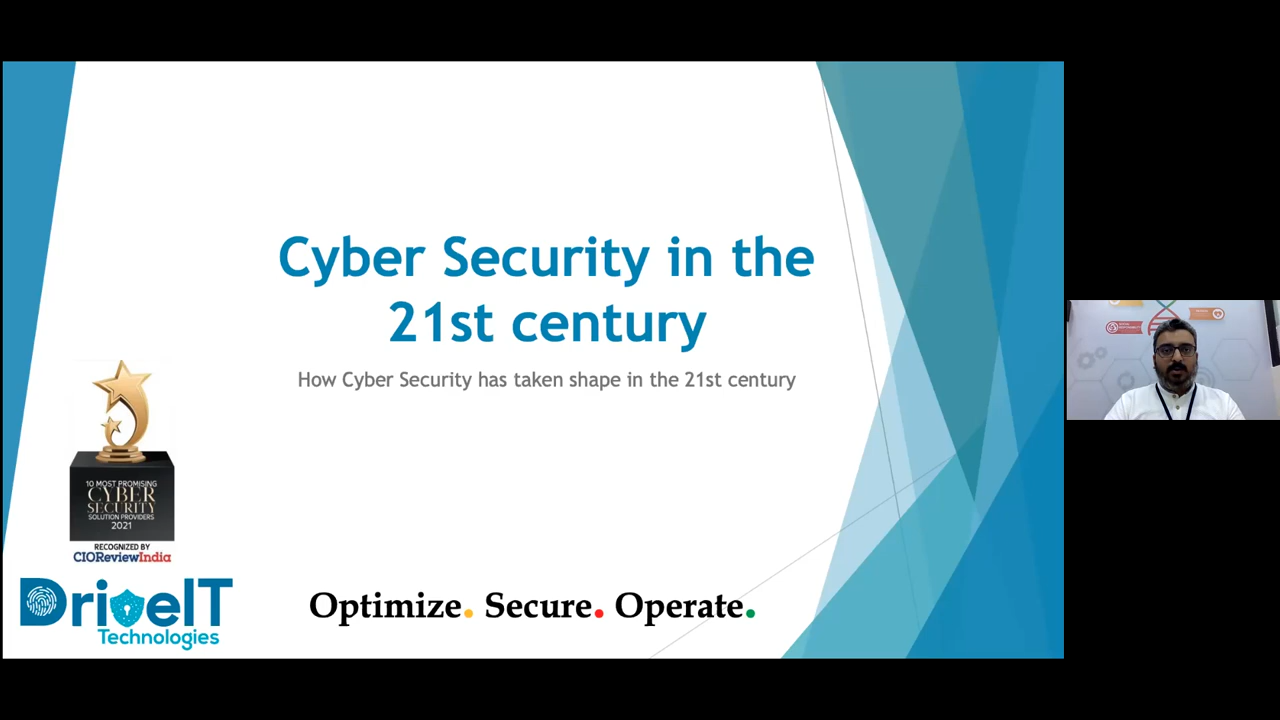 Cyber Security in the
21st century
How Cyber Security has taken shape in the 21st century
10 MOST PROMISING
CYBER
SECURITY
SOLUTION PROVIDERS
2021
RECOGNIZED BY
CIOReviewIndia
DriveIT
Technologies
Optimize. Secure. Operate.